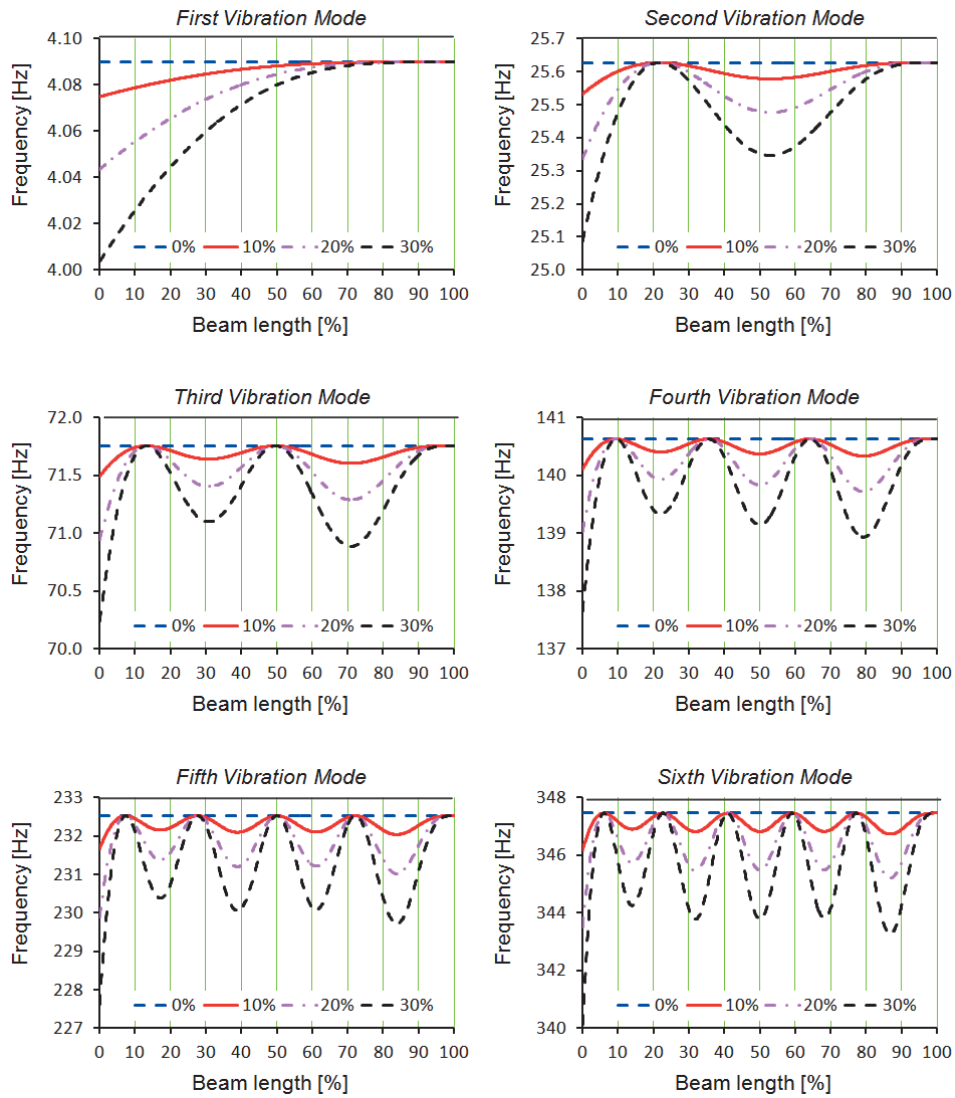 First Vibration Mode
Frequency [Hz]
4.10
4.08
4.06
4.04
4.02
4.00
0% 10% 20% 30%
0 10 20 30 40 50 60 70 80 90 100
Beam length [%]
Second Vibration Mode
Frequency [Hz]
25.7
25.6
25.5
25.4
25.3
25.2
25.1
25.0
0% 10% 20% 30%
0 10 20 30 40 50 60 70 80 90 100
Beam length [%]
Third Vibration Mode
Frequency [Hz]
72.0
71.5
71.0
70.5
70.0
0% 10% 20% 30%
0 10 20 30 40 50 60 70 80 90 100
Beam length [%]
Fourth Vibration Mode
Frequency [Hz]
141
140
139
138
137
0% 10% 20% 30%
0 10 20 30 40 50 60 70 80 90 100
Beam length [%]
Fifth Vibration Mode
Frequency [Hz]
233
232
231
230
229
228
227
0% 10% 20% 30%
0 10 20 30 40 50 60 70 80 90 100
Beam length [%]
Sixth Vibration Mode
Frequency [Hz]
348
346
344
342
340
0% 10% 20% 30%
0 10 20 30 40 50 60 70 80 90 100
Beam length [%]